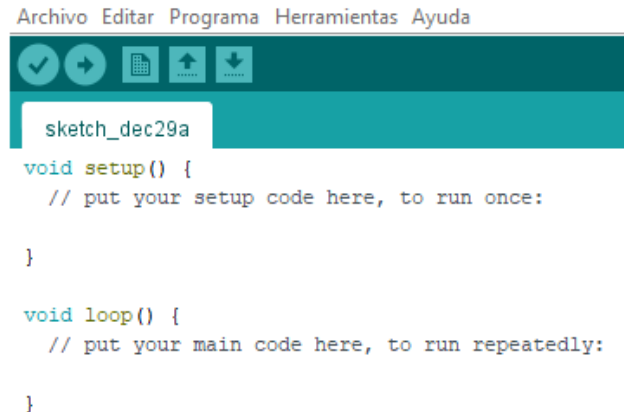 Archivo Editar Programa Herramientas Ayuda
sketch_dec29a
void setup() {
  // put your setup code here, to run once:
}
void loop() {
  // put your main code here, to run repeatedly:
}